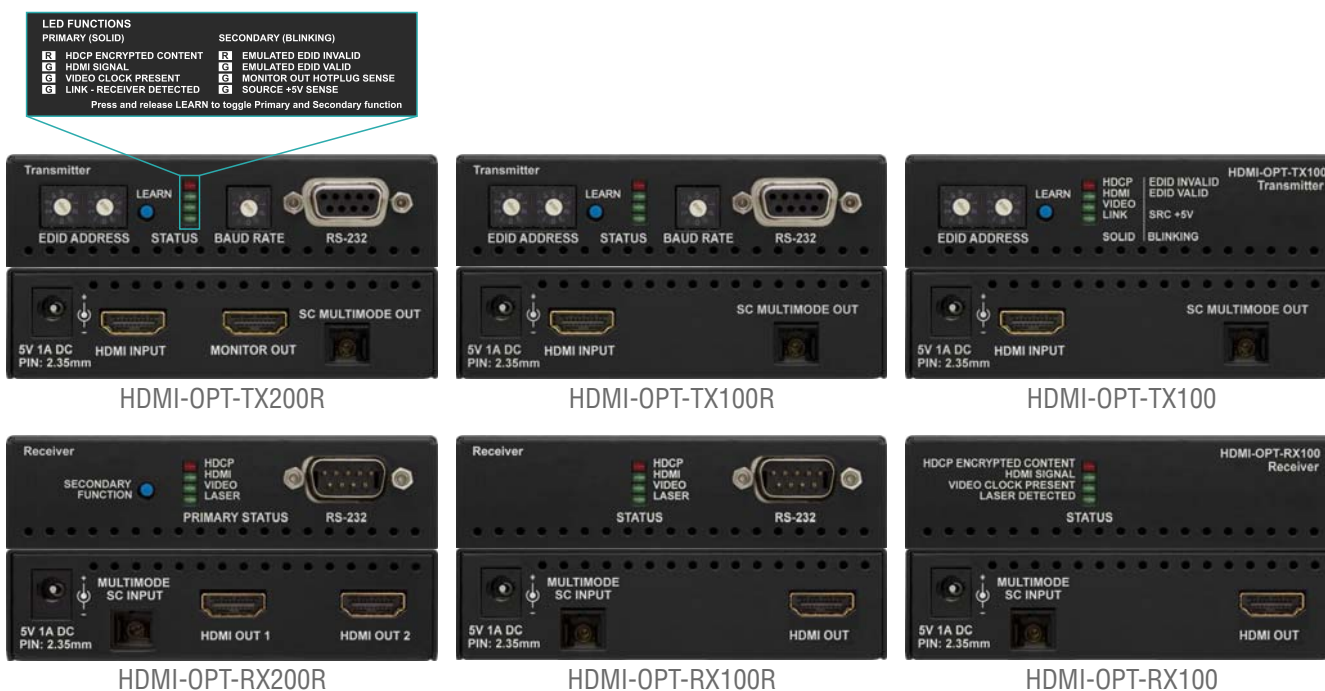 LED FUNCTIONS
PRIMARY (SOLID) SECONDARY (BLINKING)
R HDCP ENCRYPTED CONTENT R EMULATED EDID INVALID
G HDMI SIGNAL G EMULATED EDID VALID
G VIDEO CLOCK PRESENT G MONITOR OUT HOTPLUG SENSE
G LINK - RECEIVER DETECTED G SOURCE +5V SENSE
Press and release LEARN to toggle Primary and Secondary function
Transmitter
LEARN
EDID ADDRESS STATUS BAUD RATE RS-232
SC MULTIMODE OUT
5V 1A DC HDMI INPUT MONITOR OUT
PIN: 2.35mm
HDMI-OPT-TX200R
Transmitter
LEARN
EDID ADDRESS STATUS BAUD RATE RS-232
SC MULTIMODE OUT
5V 1A DC HDMI INPUT
PIN: 2.35mm
HDMI-OPT-TX100R
HDMI-OPT-TX100
Transmitter
LEARN
HDCP EDID INVALID
HDMI EDID VALID
VIDEO
LINK SRC +5V
EDID ADDRESS SOLID BLINKING
SC MULTIMODE OUT
5V 1A DC HDMI INPUT
PIN: 2.35mm
HDMI-OPT-TX100
Receiver
SECONDARY
FUNCTION
HDCP
HDMI
VIDEO
LASER
PRIMARY STATUS RS-232
MULTIMODE
SC INPUT
5V 1A DC HDMI OUT 1 HDMI OUT 2
PIN: 2.35mm
HDMI-OPT-RX200R
Receiver
HDCP
HDMI
VIDEO
LASER
STATUS RS-232
MULTIMODE
SC INPUT
5V 1A DC HDMI OUT
PIN: 2.35mm
HDMI-OPT-RX100R
HDMI-OPT-RX100
Receiver
HDCP ENCRYPTED CONTENT
HDMI SIGNAL
VIDEO CLOCK PRESENT
LASER DETECTED
STATUS
MULTIMODE
SC INPUT
5V 1A DC HDMI OUT
PIN: 2.35mm
HDMI-OPT-RX100